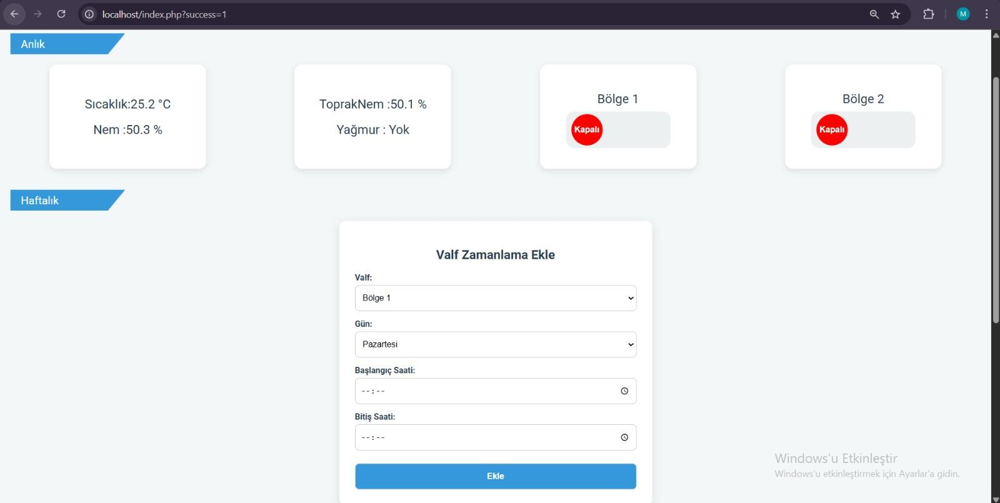 localhost/index.php?success=1
M
Anlık
Sıcaklık:25.2 °C
Nem :50.3 %
ToprakNem :50.1 %
Yağmur : Yok
Bölge 1
Kapalı
Bölge 2
Kapalı
Haftalık
Valf Zamanlama Ekle
Valf:
Bölge 1
Gün:
Pazartesi
Başlangıç Saati:
--:--
Bitiş Saati:
--:--
Ekle
Windows'u Etkinleştir
Windows'u etkinleştirmek için Ayarlar'a gidin.